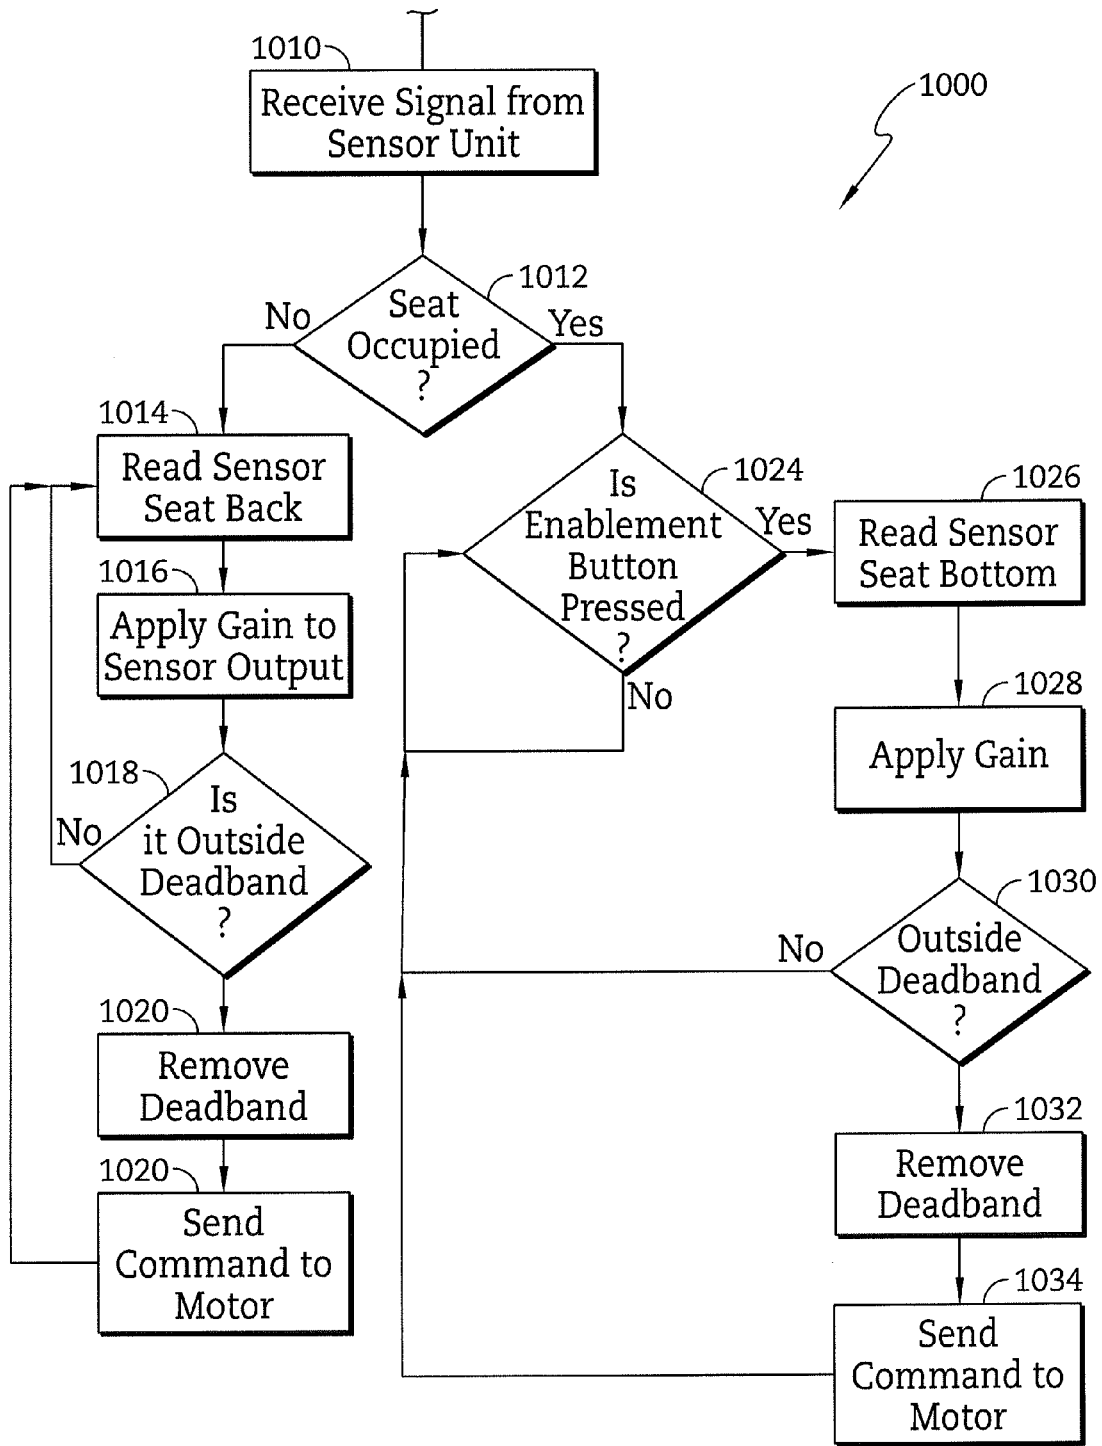 1010
Receive Signal from
Sensor Unit
1000
1012
Seat
Occupied
?
No
Yes
1014
Read Sensor
Seat Back
1016
Apply Gain to
Sensor Output
1018
Is
it Outside
Deadband
?
No
1020
Remove
Deadband
1020
Send
Command to
Motor
1024
Is
Enablement
Button
Pressed
?
Yes
No
1026
Read Sensor
Seat Bottom
1028
Apply Gain
1030
Outside
Deadband
?
No
1032
Remove
Deadband
1034
Send
Command to
Motor